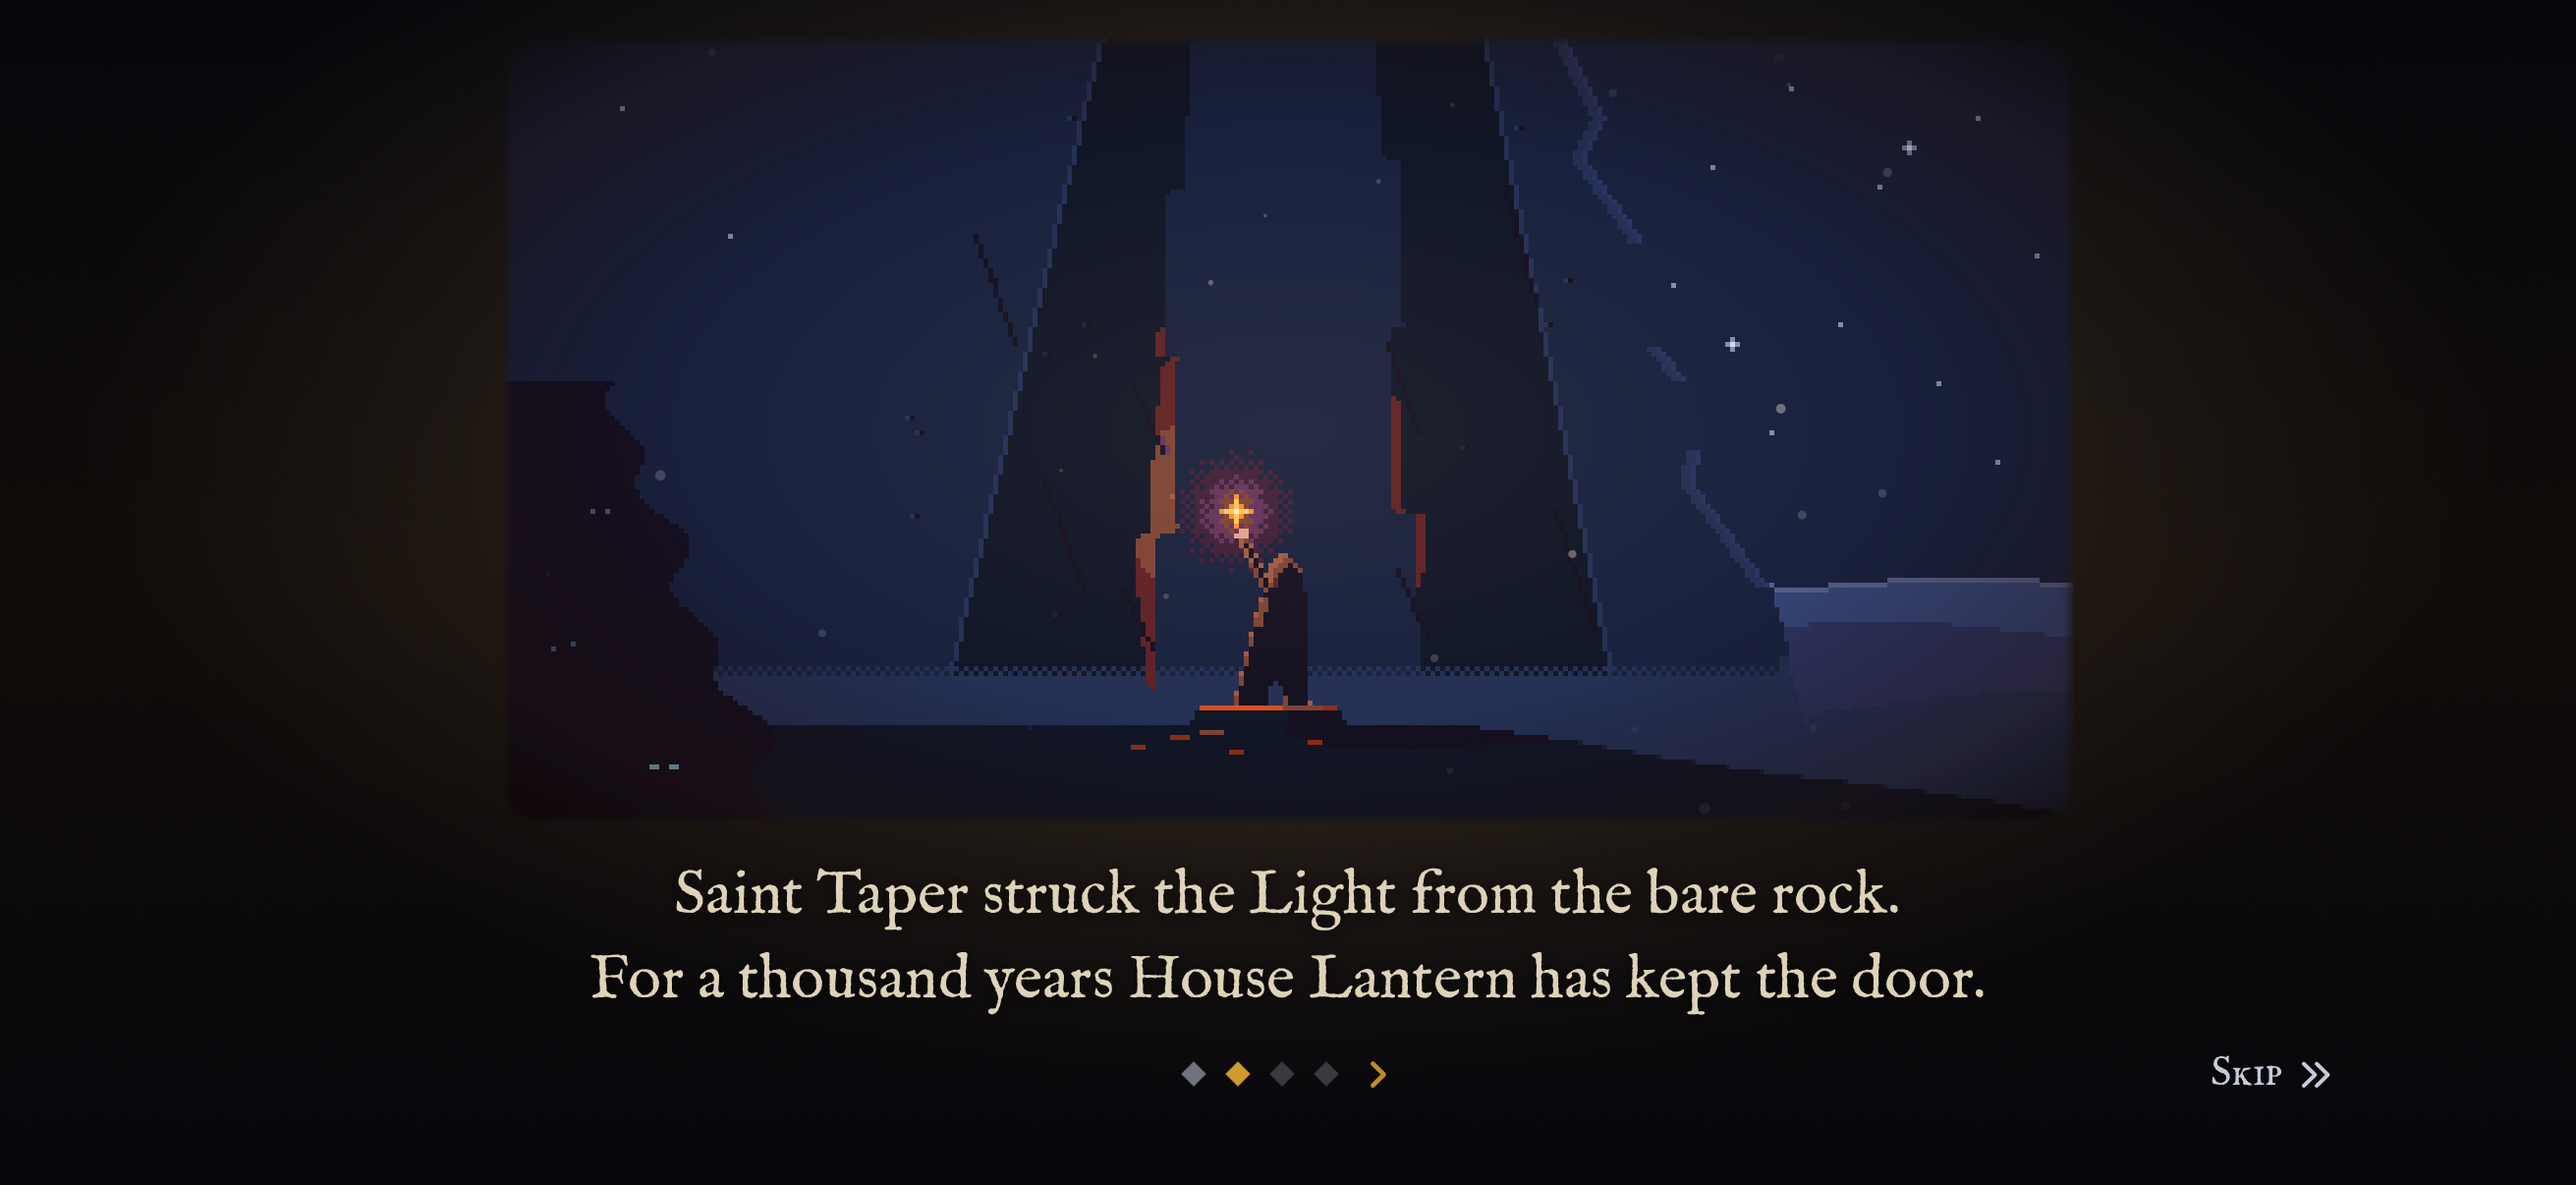 Saint Taper struck the Light from the bare rock.
For a thousand years House Lantern has kept the door.
Skip